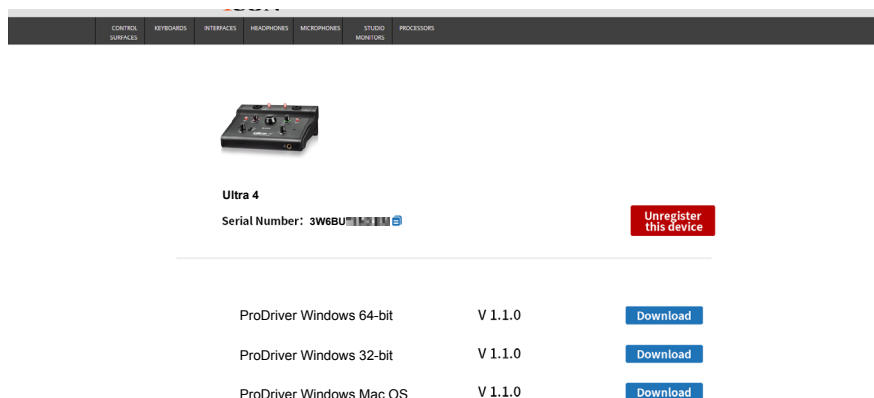 CONTROL SURFACES KEYBOARDS INTERFACES HEADPHONES MICROPHONES STUDIO MONITORS PROCESSORS
Ultra 4
Serial Number: 3W6BU
Unregister
this device
ProDriver Windows 64-bit V 1.1.0 Download
ProDriver Windows 32-bit V 1.1.0 Download
ProDriver Windows Mac OS V 1.1.0 Download